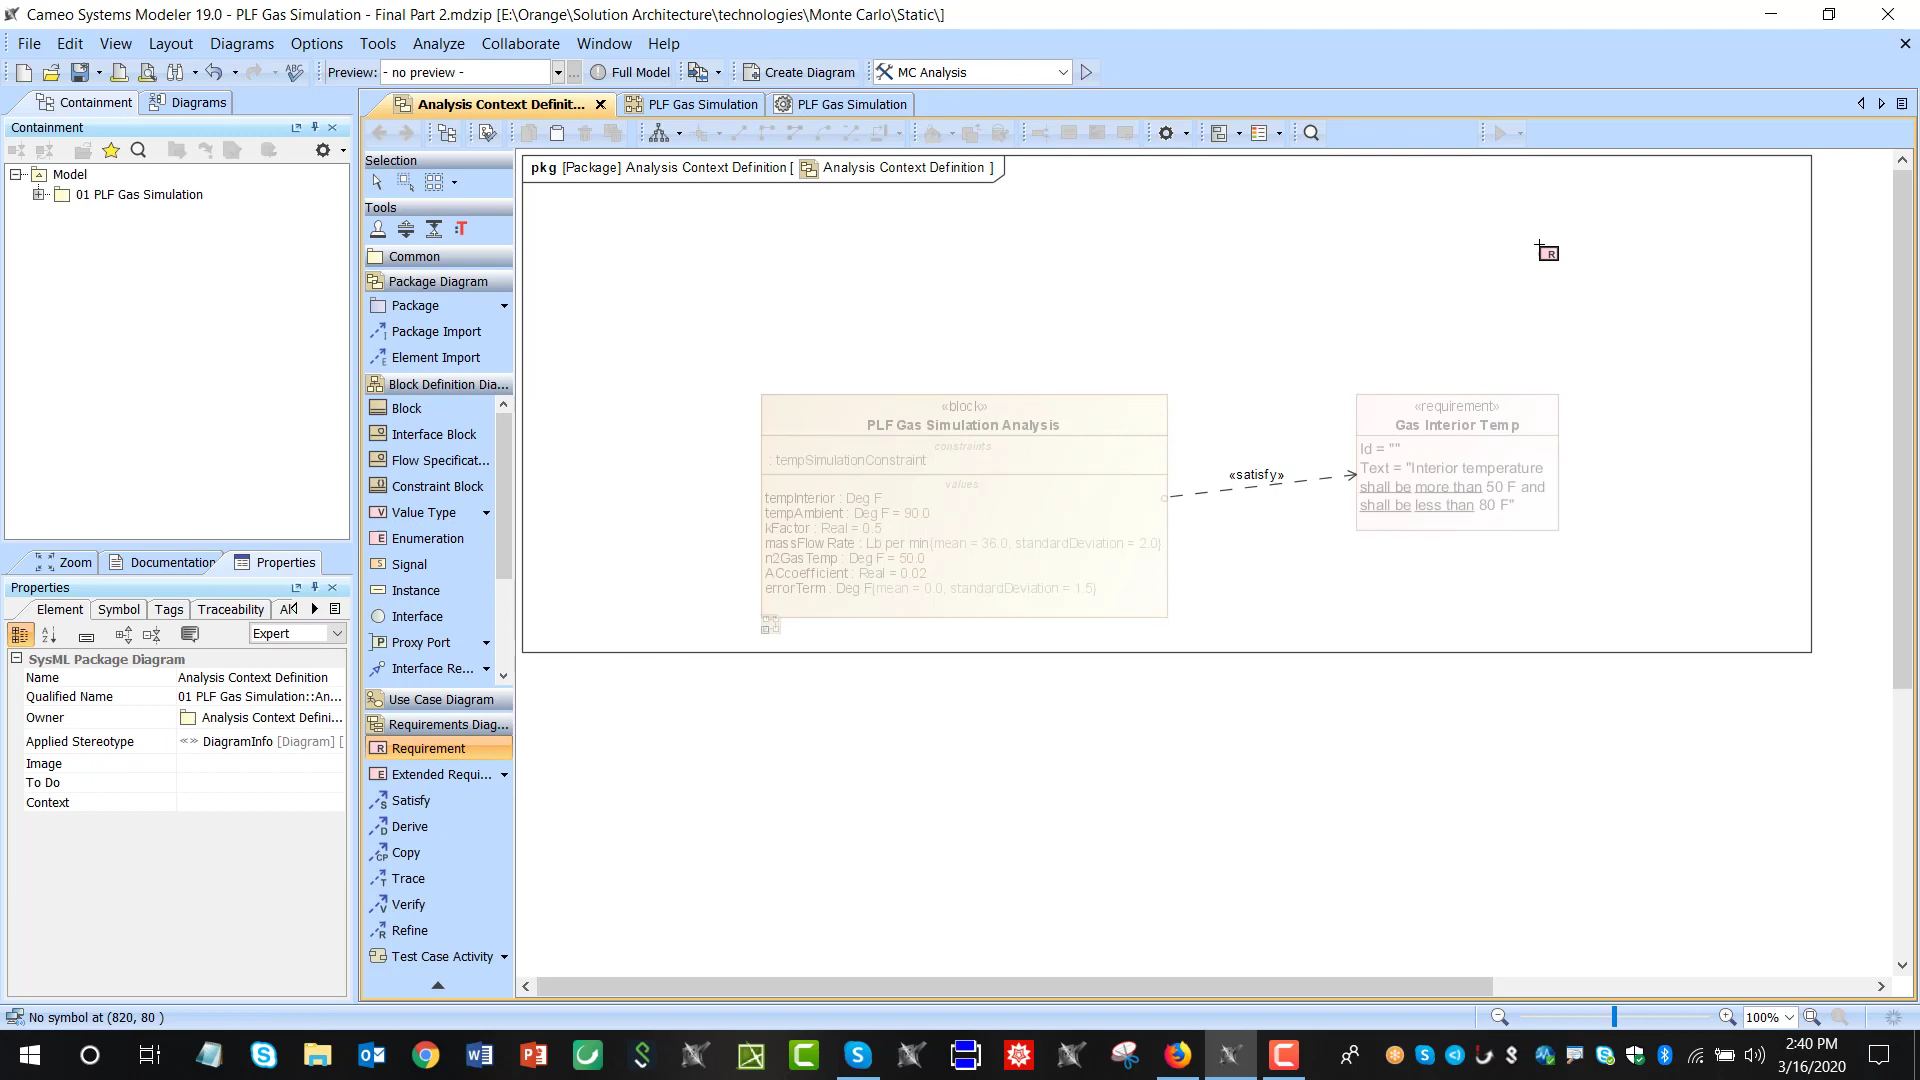 Cameo Systems Modeler 19.0 - PLF Gas Simulation - Final Part 2.mdzip [E:\Orange\Solution Architecture\technologies\Monte Carlo\Static\]
File Edit View Layout Diagrams Options Tools Analyze Collaborate Window Help
Preview: - no preview - ... Full Model Create Diagram MC Analysis
Containment Diagrams
Analysis Context Definit... PLF Gas Simulation PLF Gas Simulation
Containment
Model
01 PLF Gas Simulation
Zoom Documentation Properties
Properties
Element Symbol Tags Traceability Al
Expert
SysML Package Diagram
Name Analysis Context Definition
Qualified Name 01 PLF Gas Simulation::An...
Owner Analysis Context Defini...
Applied Stereotype «» DiagramInfo [Diagram] [
Image
To Do
Context
Selection
Tools
Common
Package Diagram
Package
Package Import
Element Import
Block Definition Dia...
Block
Interface Block
Flow Specificat...
Constraint Block
Value Type
Enumeration
Signal
Instance
Interface
Proxy Port
Interface Re...
Use Case Diagram
Requirements Diag...
Requirement
Extended Requi...
Satisfy
Derive
Copy
Trace
Verify
Refine
Test Case Activity
pkg [Package] Analysis Context Definition [ Analysis Context Definition ]
R
«block»
PLF Gas Simulation Analysis
constraints
: tempSimulationConstraint
values
tempInterior : Deg F
tempAmbient : Deg F = 90.0
kFactor : Real = 0.5
massFlow Rate : Lb per min{mean = 36.0, standardDeviation = 2.0}
n2GasTemp : Deg F = 50.0
ACcoefficient : Real = 0.02
errorTerm : Deg F{mean = 0.0, standardDeviation = 1.5}
«satisfy»
«requirement»
Gas Interior Temp
Id = ""
Text = "Interior temperature
shall be more than 50 F and
shall be less than 80 F"
No symbol at (820, 80 )
100%
2:40 PM
3/16/2020